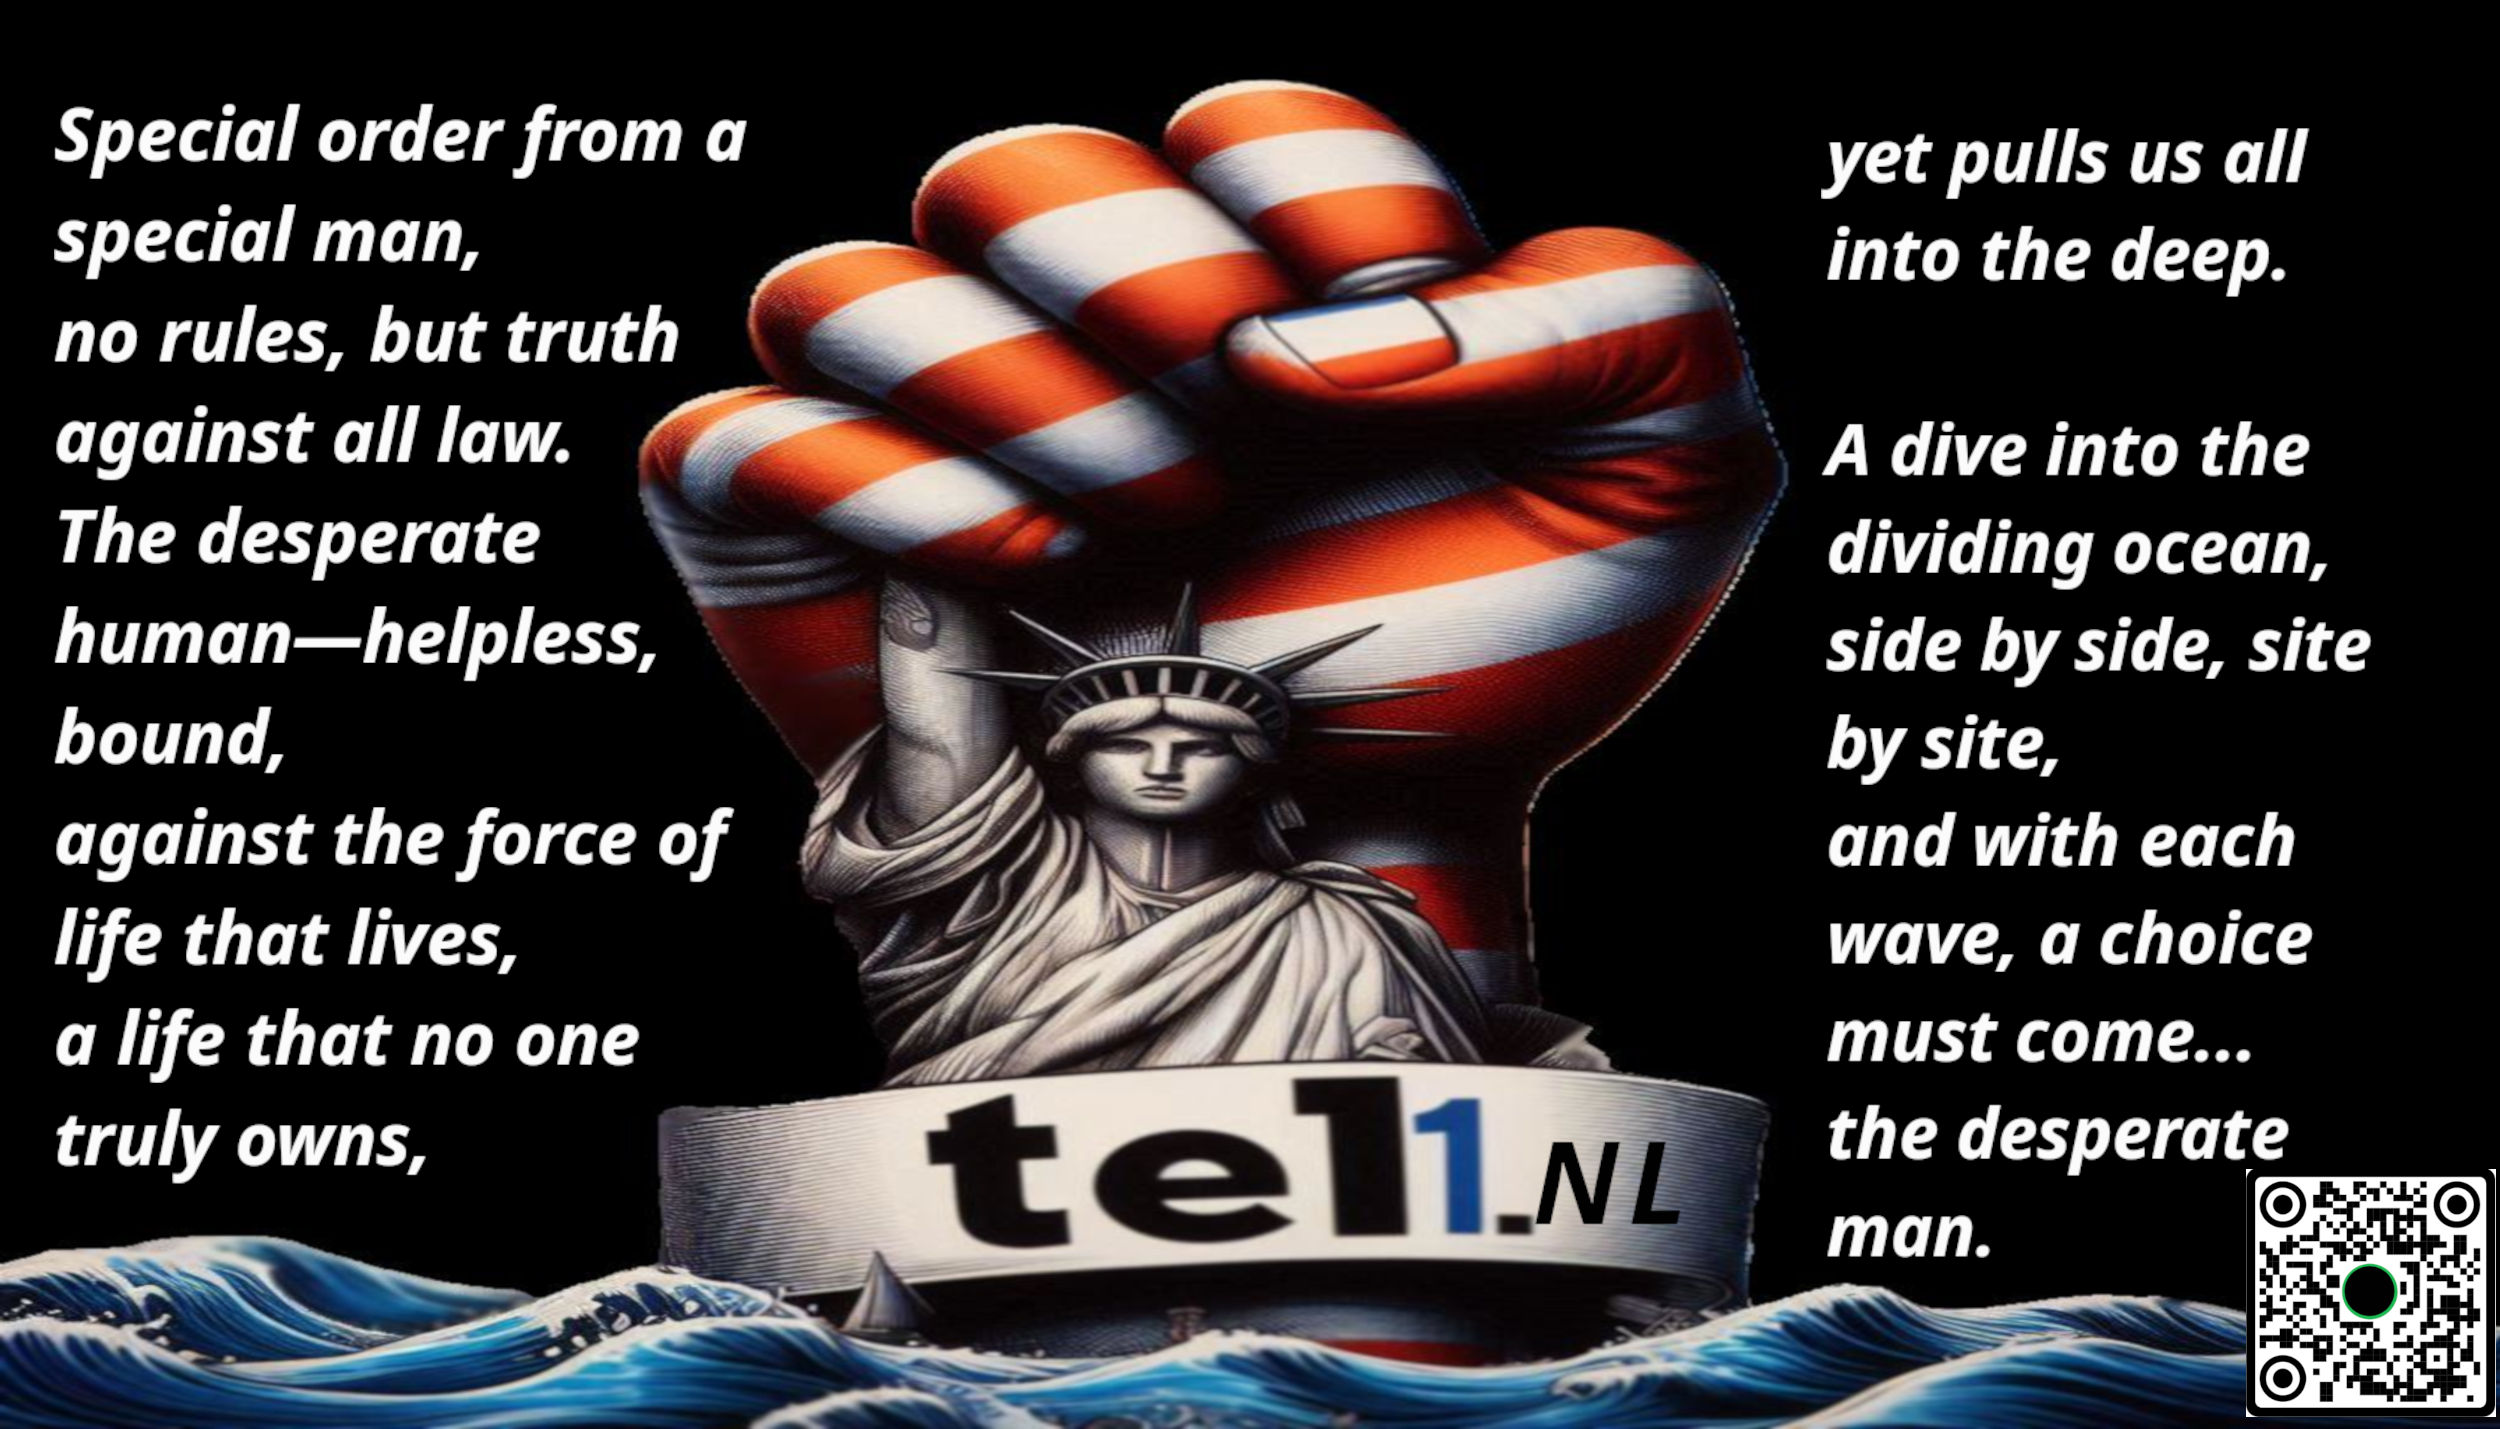 Special order from a
special man,
no rules, but truth
against all law.
The desperate
human—helpless,
bound,
against the force of
life that lives,
a life that no one
truly owns,
yet pulls us all
into the deep.
A dive into the
dividing ocean,
side by side, site
by site,
and with each
wave, a choice
must come...
the desperate
man.
tel1.NL